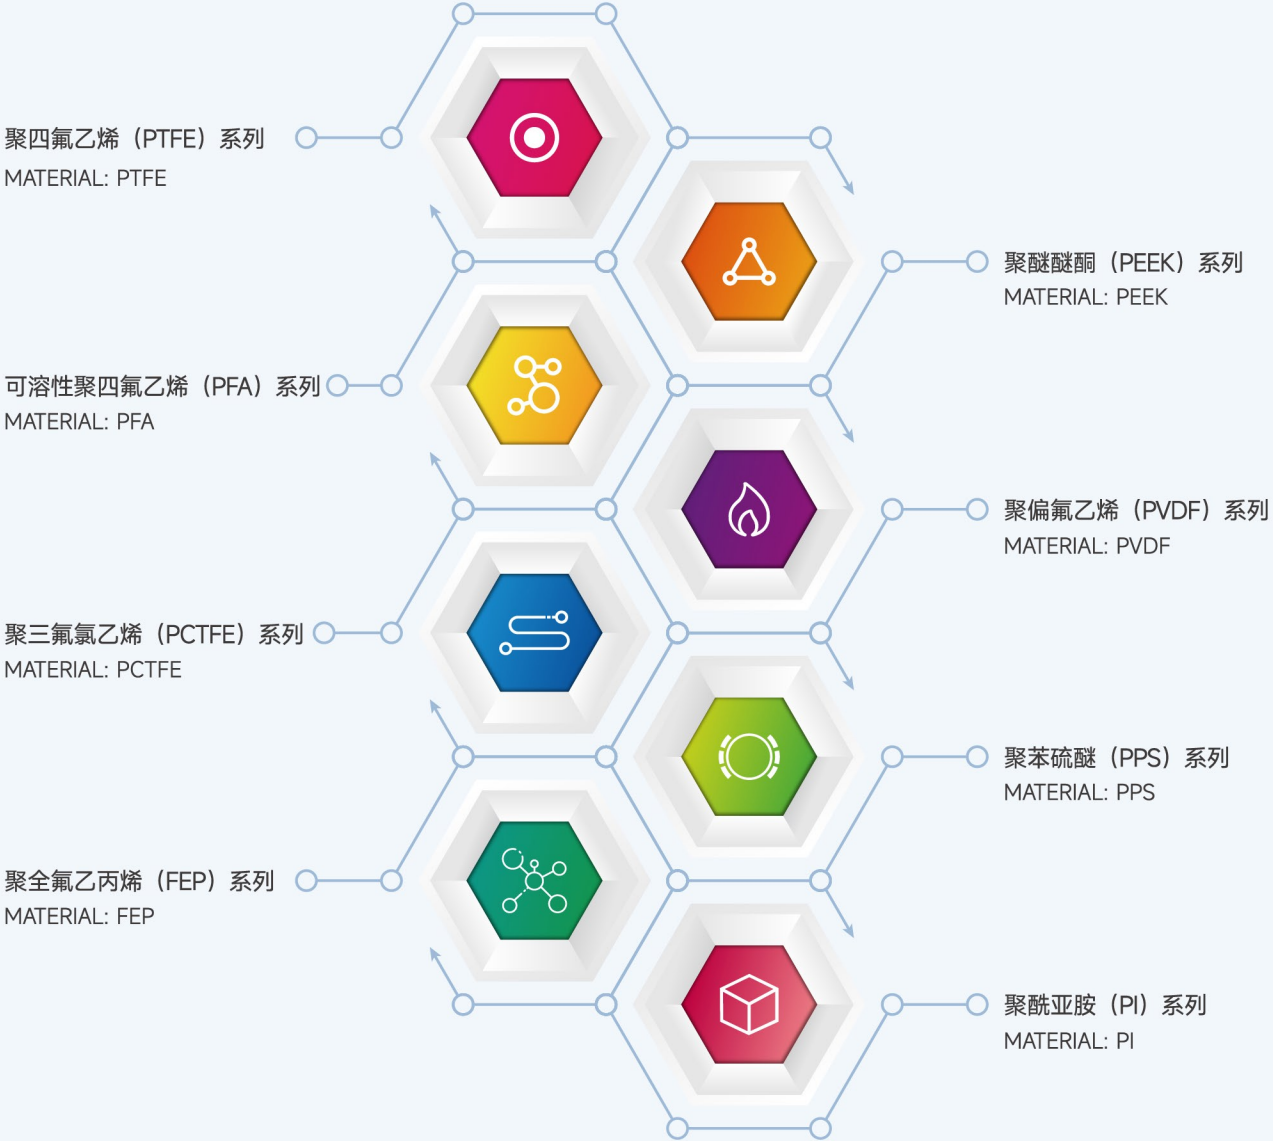 聚四氟乙烯（PTFE）系列
MATERIAL: PTFE
聚醚醚酮（PEEK）系列
MATERIAL: PEEK
可溶性聚四氟乙烯（PFA）系列
MATERIAL: PFA
聚偏氟乙烯（PVDF）系列
MATERIAL: PVDF
聚三氟氯乙烯（PCTFE）系列
MATERIAL: PCTFE
聚苯硫醚（PPS）系列
MATERIAL: PPS
聚全氟乙丙烯（FEP）系列
MATERIAL: FEP
聚酰亚胺（PI）系列
MATERIAL: PI